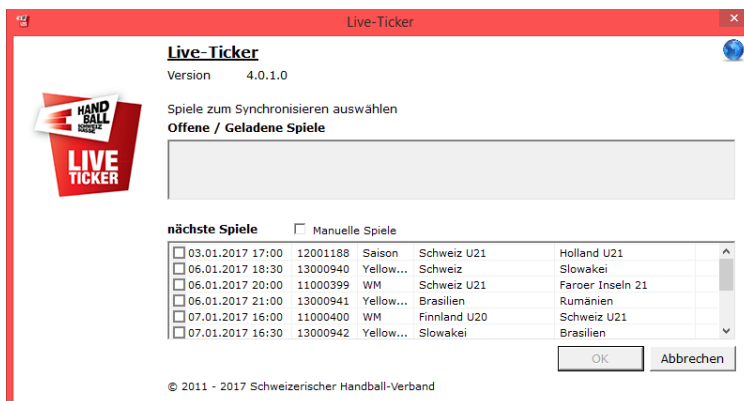 Live-Ticker
Live-Ticker
Version 4.0.1.0
HAND
BALL
SCHWEIZ
SUISSE
LIVE
TICKER
Spiele zum Synchronisieren auswählen
Offene / Geladene Spiele
nächste Spiele Manuelle Spiele
03.01.2017 17:00 12001188 Saison Schweiz U21 Holland U21
06.01.2017 18:30 13000940 Yellow... Schweiz Slowakei
06.01.2017 20:00 11000399 WM Schweiz U21 Faroer Inseln 21
06.01.2017 21:00 13000941 Yellow... Brasilien Rumänien
07.01.2017 16:00 11000400 WM Finnland U20 Schweiz U21
07.01.2017 16:30 13000942 Yellow... Slowakei Brasilien
OK Abbrechen
© 2011 - 2017 Schweizerischer Handball-Verband